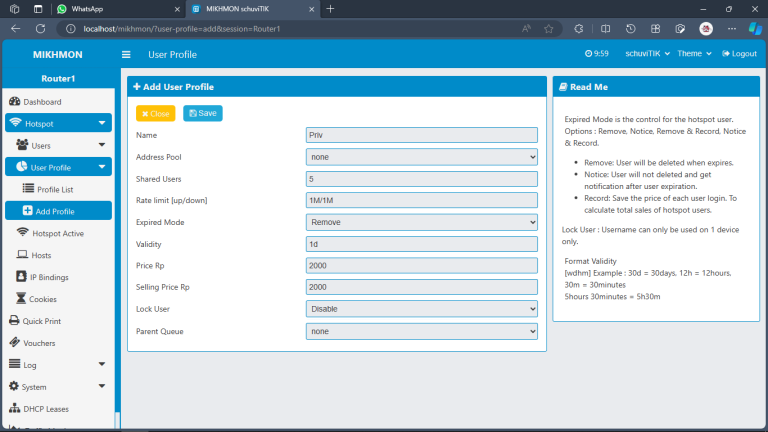 WhatsApp
MIKHMON schuviTIK
localhost/mikhmon/?user-profile=add&session=Router1
MIKHMON
User Profile
9:59
schuviTIK
Theme
Logout
Router1
Dashboard
Hotspot
Users
User Profile
Profile List
Add Profile
Hotspot Active
Hosts
IP Bindings
Cookies
Quick Print
Vouchers
Log
System
DHCP Leases
Add User Profile
Close
Save
Name
Priv
Address Pool
none
Shared Users
5
Rate limit [up/down]
1M/1M
Expired Mode
Remove
Validity
1d
Price Rp
2000
Selling Price Rp
2000
Lock User
Disable
Parent Queue
none
Read Me
Expired Mode is the control for the hotspot user.
Options : Remove, Notice, Remove & Record, Notice
& Record.
Remove: User will be deleted when expires.
Notice: User will not deleted and get
notification after user expiration.
Record: Save the price of each user login. To
calculate total sales of hotspot users.
Lock User : Username can only be used on 1 device
only.
Format Validity
[wdhm] Example : 30d = 30days, 12h = 12hours,
30m = 30minutes
5hours 30minutes = 5h30m